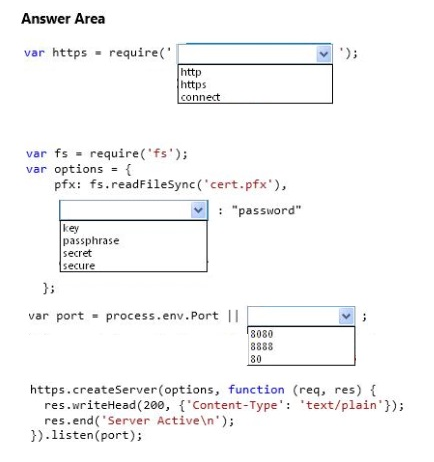 Answer Area
var https = require(' ');
http
https
connect
var fs = require('fs');
var options = {
pfx: fs.readFileSync('cert.pfx'),
: "password"
key
passphrase
secret
secure
};
var port = process.env.Port || ;
8080
8888
80
https.createServer(options, function (req, res) {
res.writeHead(200, {'Content-Type': 'text/plain'});
res.end('Server Active\n');
}).listen(port);